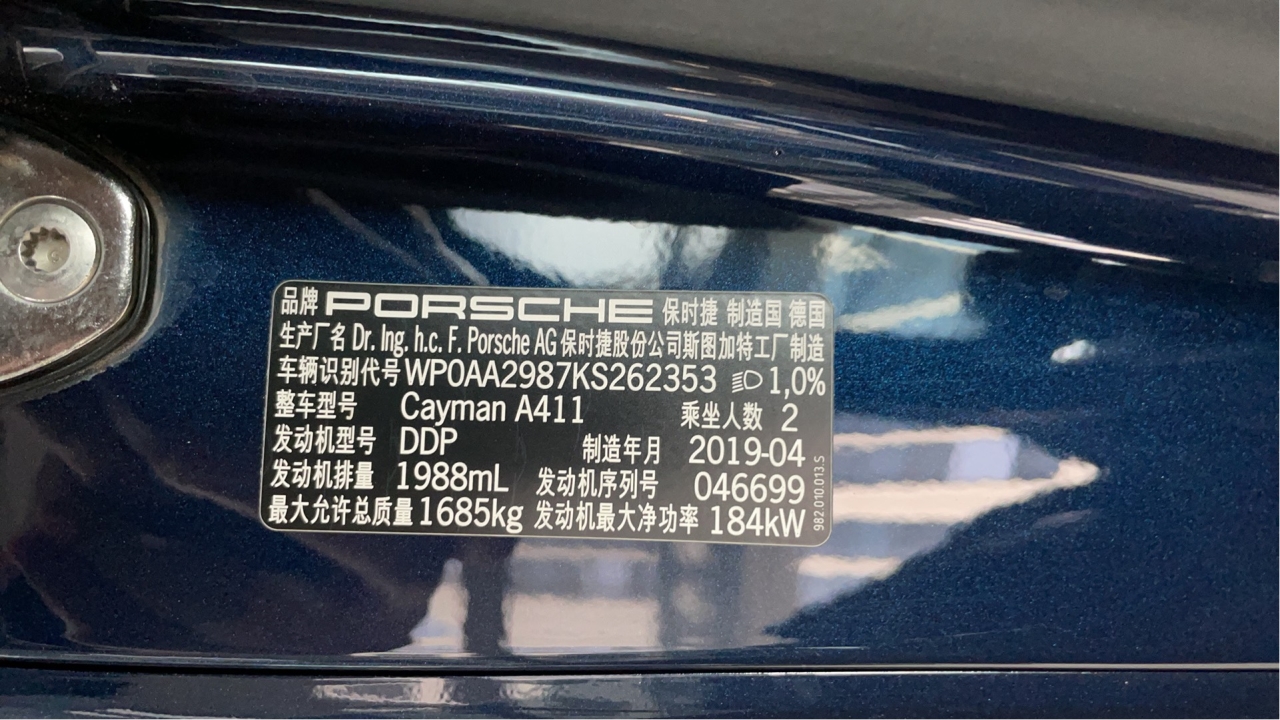 品牌 PORSCHE 保时捷 制造国 德国
生产厂名 Dr. Ing. h.c. F. Porsche AG 保时捷股份公司斯图加特工厂制造
车辆识别代号 WP0AA2987KS262353 1,0%
整车型号 Cayman A411 乘坐人数 2
发动机型号 DDP 制造年月 2019-04
发动机排量 1988mL 发动机序列号 046699
最大允许总质量 1685kg 发动机最大净功率 184kW
982.010.013.S